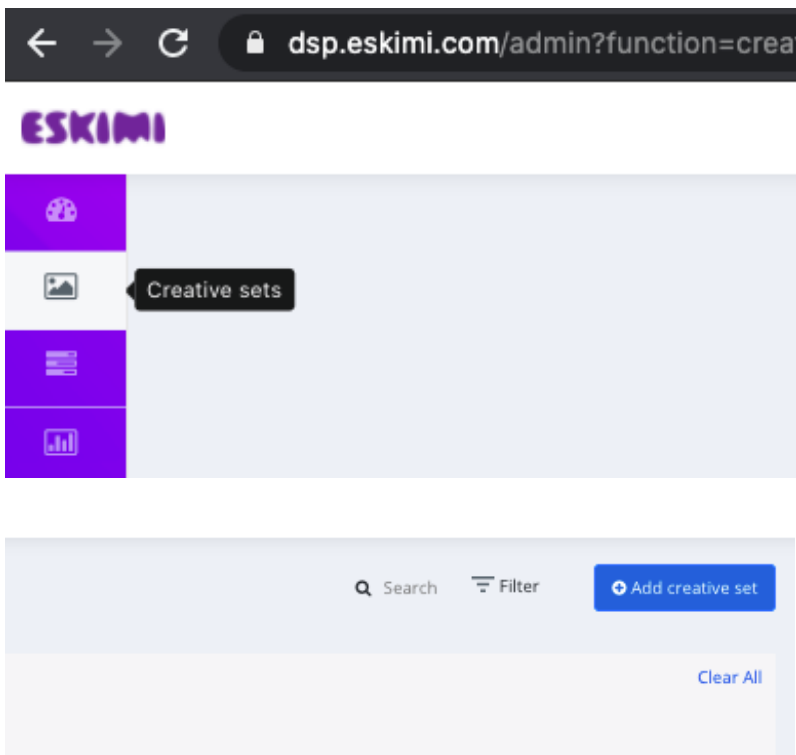 dsp.eskimi.com/admin?function=crea
ESKIMI
Creative sets
Search Filter Add creative set
Clear All